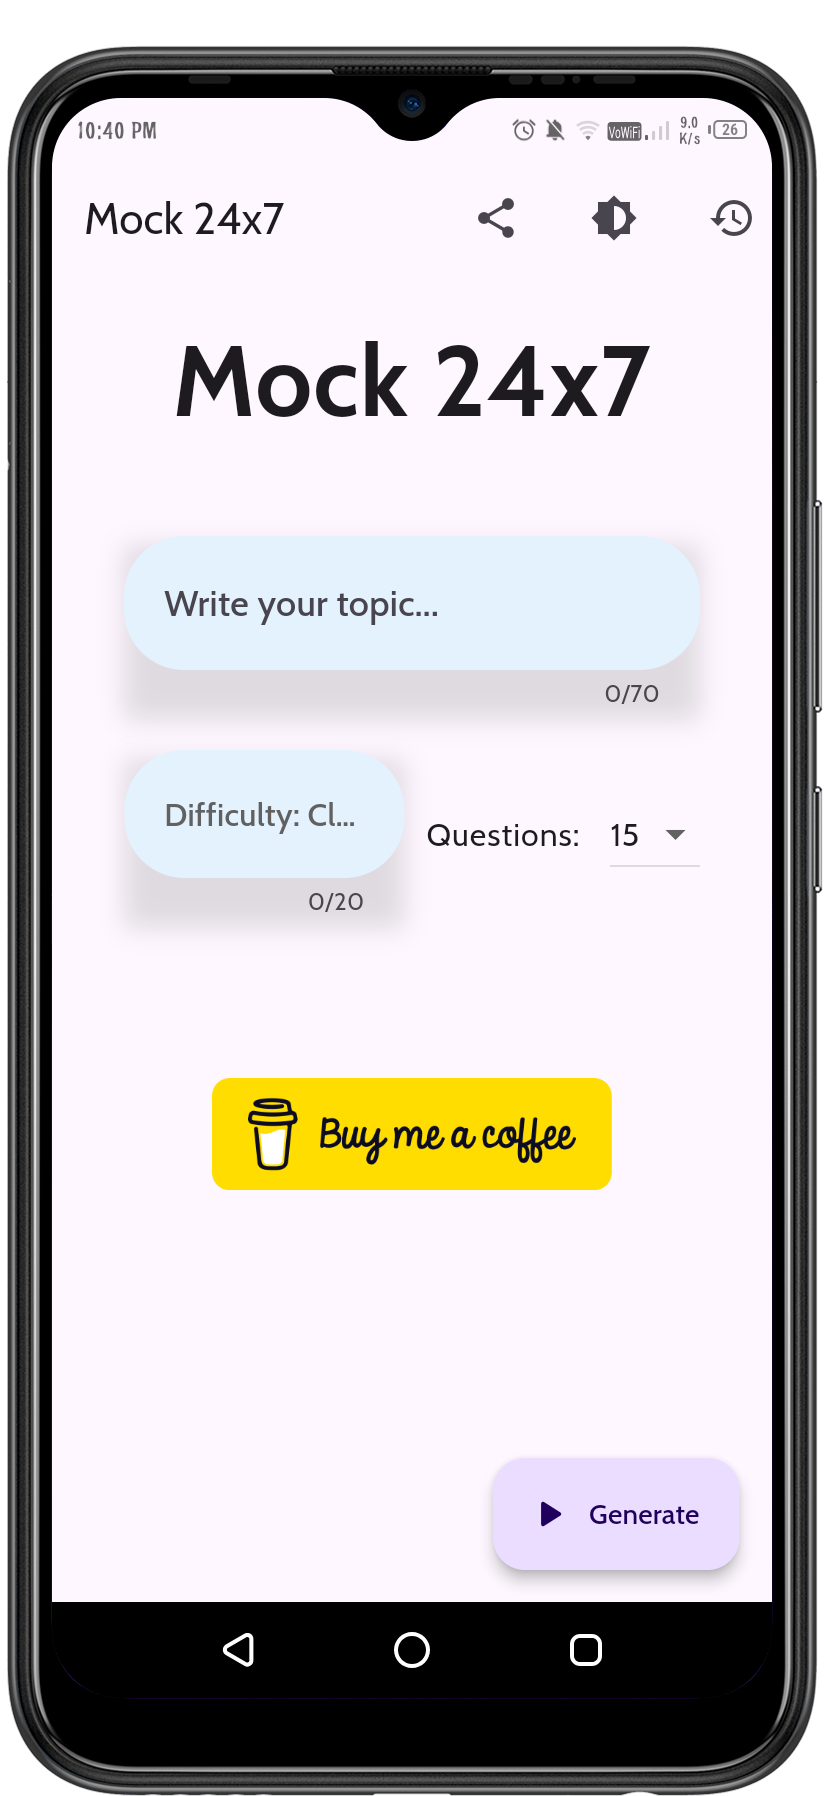 10:40 PM VoWiFi 9.0 K/s 26
Mock 24x7
Mock 24x7
Write your topic...
0/70
Difficulty: Cl...
Questions: 15
0/20
Buy me a coffee
Generate